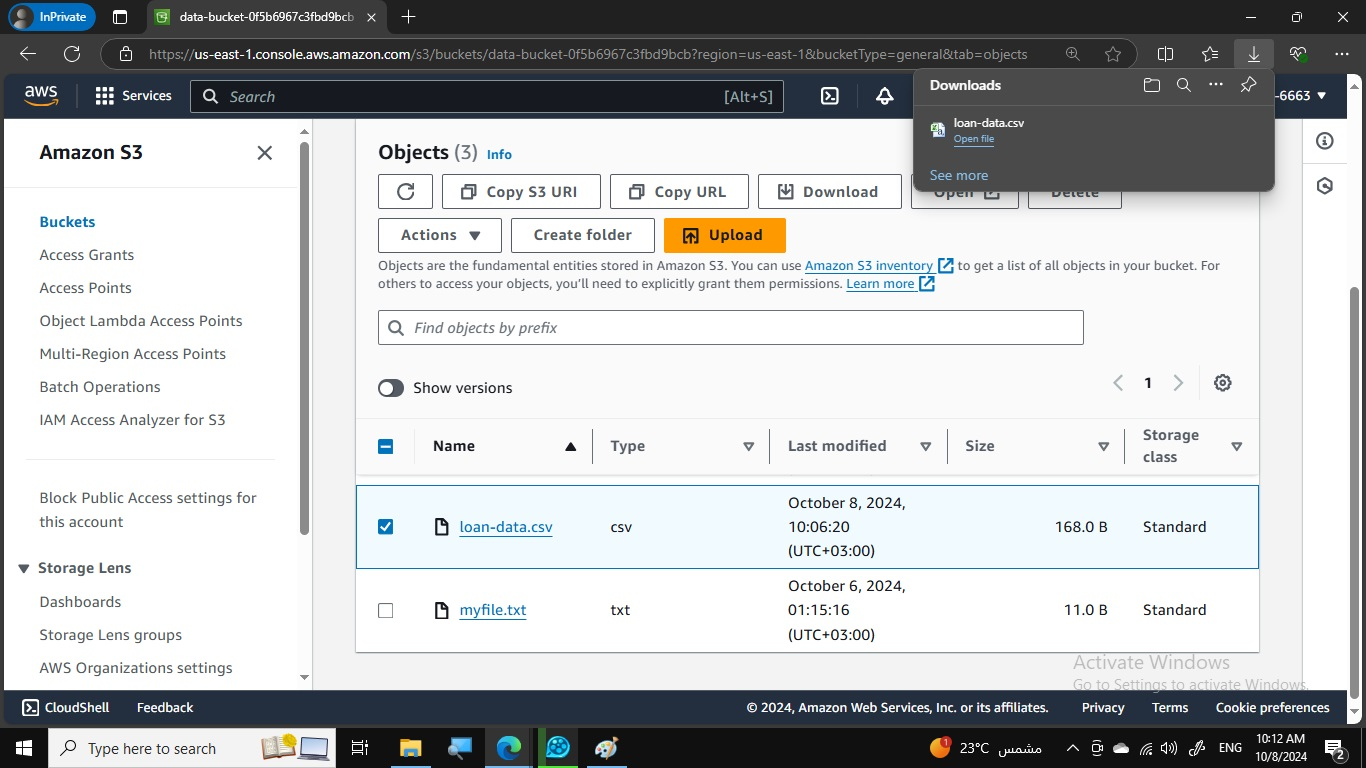 InPrivate
data-bucket-0f5b6967c3fbd9bcb
https://us-east-1.console.aws.amazon.com/s3/buckets/data-bucket-0f5b6967c3fbd9bcb?region=us-east-1&bucketType=general&tab=objects
aws
Services
Search
[Alt+S]
-6663
Downloads
loan-data.csv
Open file
See more
Amazon S3
Buckets
Access Grants
Access Points
Object Lambda Access Points
Multi-Region Access Points
Batch Operations
IAM Access Analyzer for S3
Block Public Access settings for
this account
Storage Lens
Dashboards
Storage Lens groups
AWS Organizations settings
Objects (3) Info
Copy S3 URI
Copy URL
Download
Open
Delete
Actions
Create folder
Upload
Objects are the fundamental entities stored in Amazon S3. You can use Amazon S3 inventory to get a list of all objects in your bucket. For
others to access your objects, you'll need to explicitly grant them permissions. Learn more
Find objects by prefix
Show versions
1
Name
Type
Last modified
Size
Storage
class
loan-data.csv
csv
October 8, 2024,
10:06:20
(UTC+03:00)
168.0 B
Standard
myfile.txt
txt
October 6, 2024,
01:15:16
(UTC+03:00)
11.0 B
Standard
Activate Windows
Go to Settings to activate Windows.
CloudShell
Feedback
© 2024, Amazon Web Services, Inc. or its affiliates.
Privacy
Terms
Cookie preferences
Type here to search
1
23°C مشمس
ENG
10:12 AM
10/8/2024
2